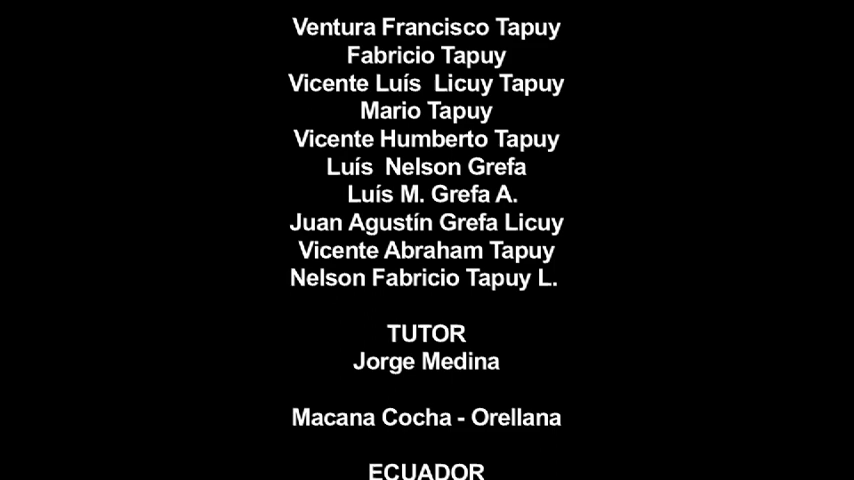 Ventura Francisco Tapuy
Fabricio Tapuy
Vicente Luís  Licuy Tapuy
Mario Tapuy
Vicente Humberto Tapuy
Luís  Nelson Grefa
Luís M. Grefa A.
Juan Agustín Grefa Licuy
Vicente Abraham Tapuy
Nelson Fabricio Tapuy L.
TUTOR
Jorge Medina
Macana Cocha - Orellana
ECUADOR